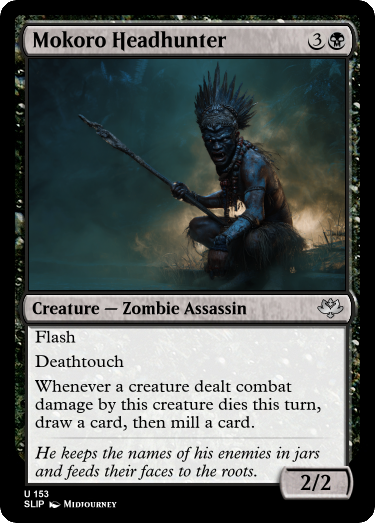 Mokoro Headhunter 3
Creature — Zombie Assassin
Flash
Deathtouch
Whenever a creature dealt combat
damage by this creature dies this turn,
draw a card, then mill a card.
He keeps the names of his enemies in jars
and feeds their faces to the roots.
2/2
U 153
SLIP Midjourney